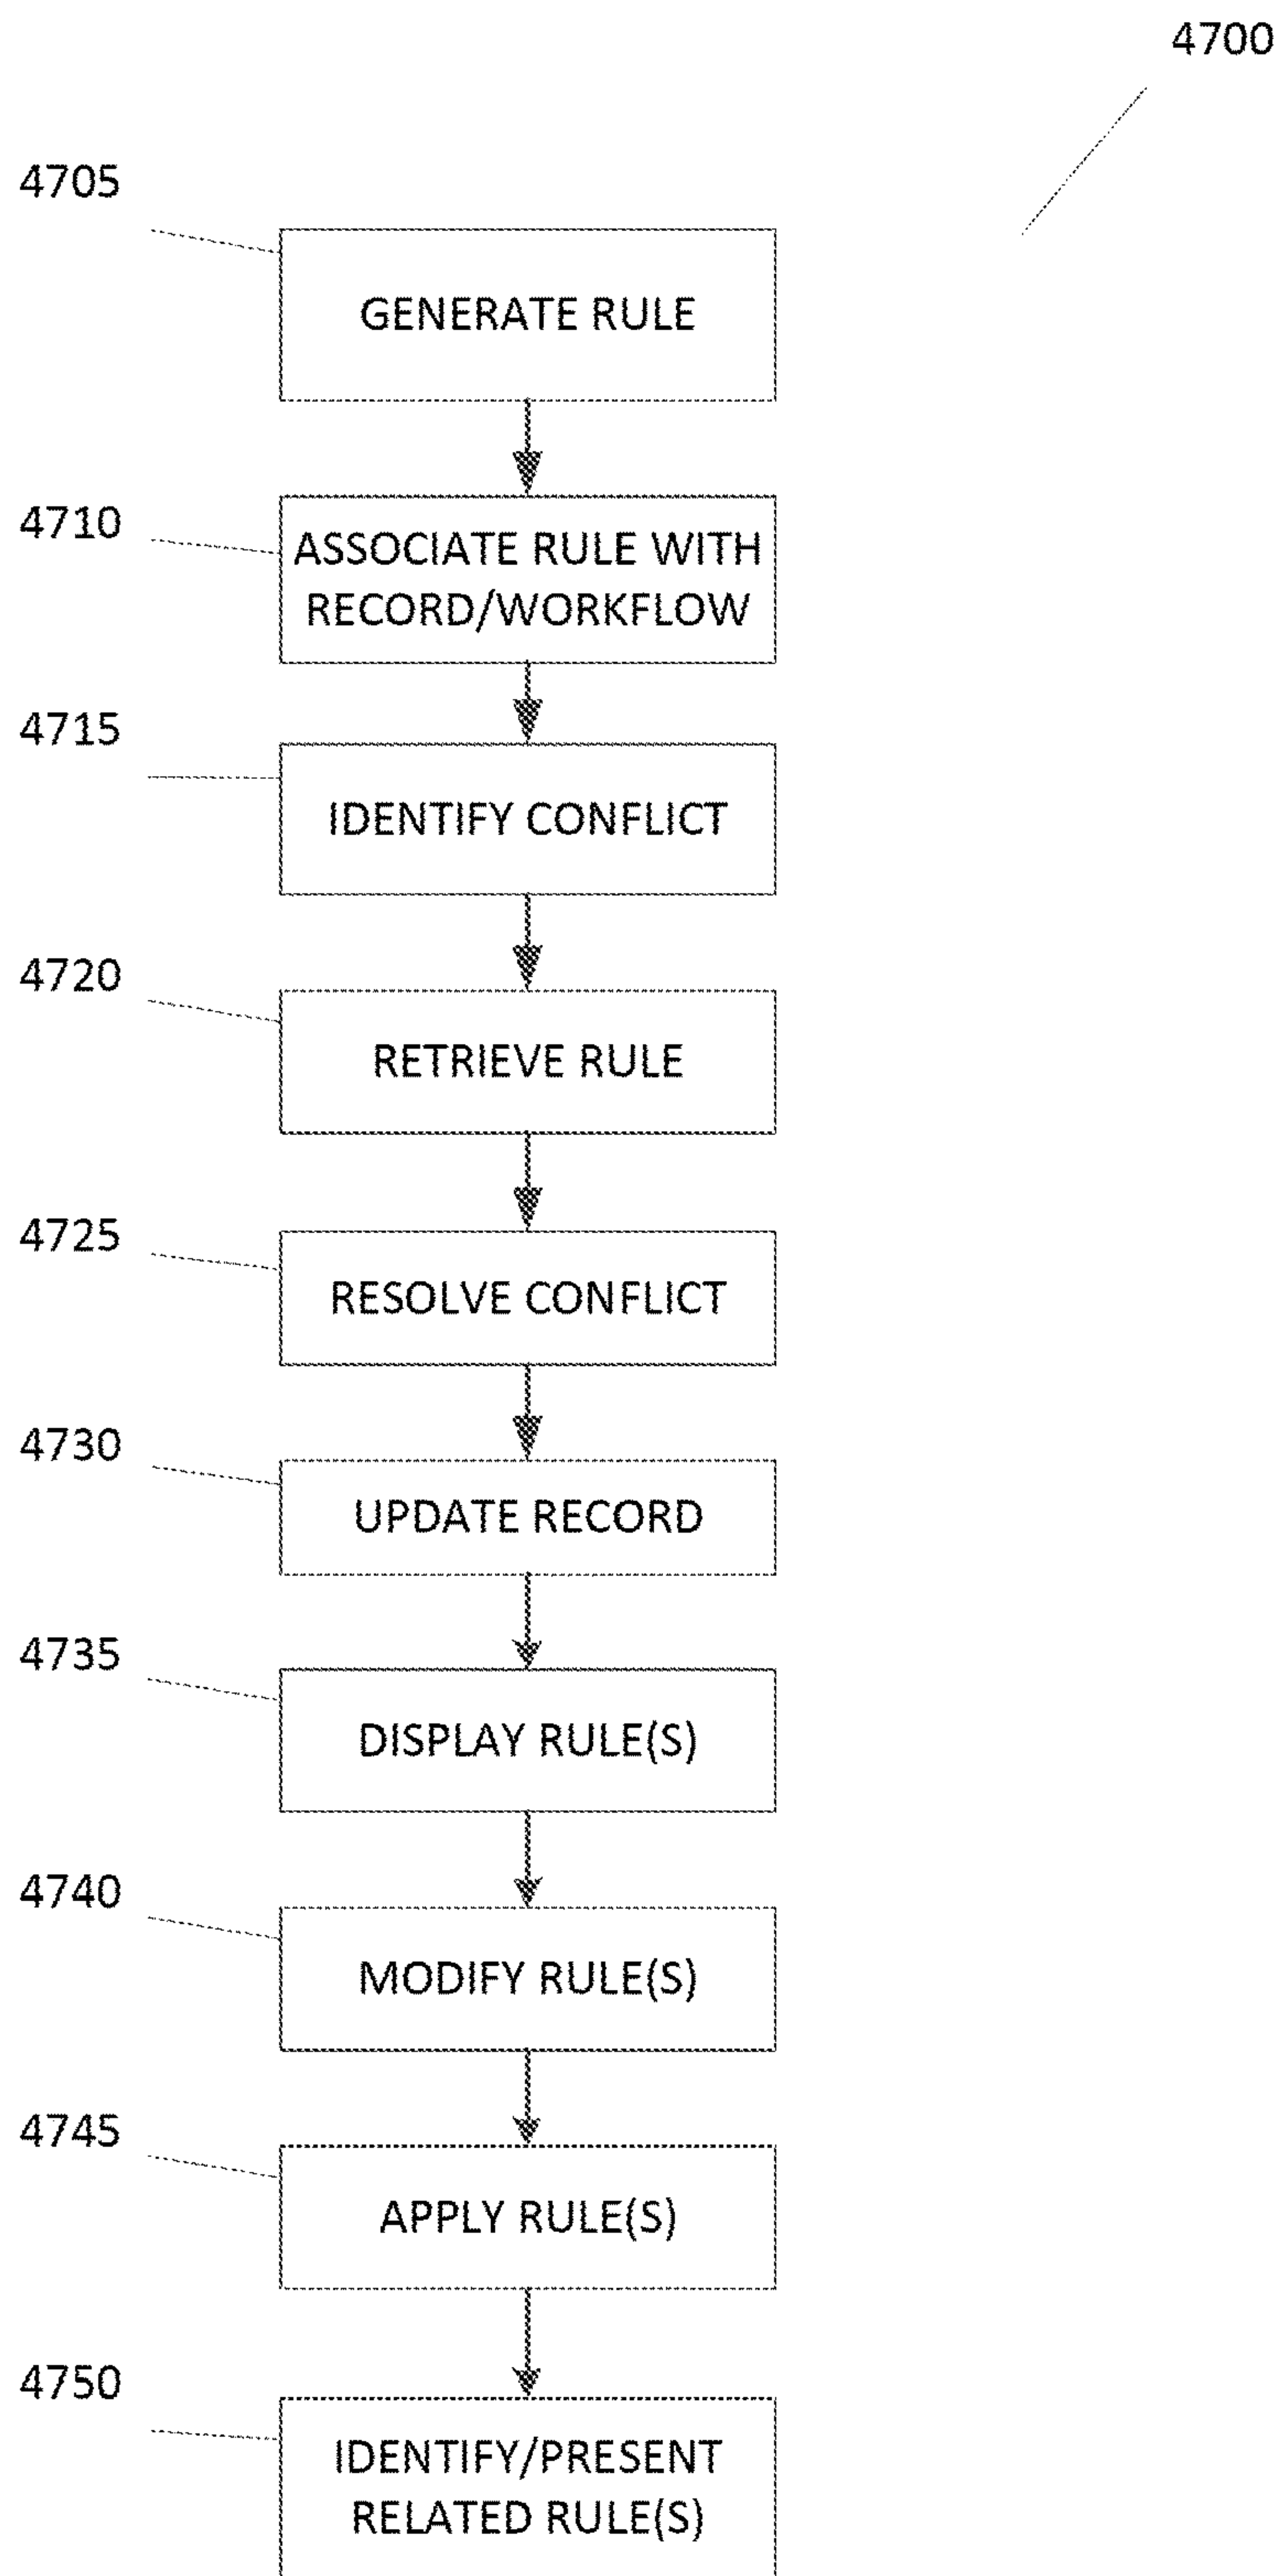 4700
4705
GENERATE RULE
4710
ASSOCIATE RULE WITH
RECORD/WORKFLOW
4715
IDENTIFY CONFLICT
4720
RETRIEVE RULE
4725
RESOLVE CONFLICT
4730
UPDATE RECORD
4735
DISPLAY RULE(S)
4740
MODIFY RULE(S)
4745
APPLY RULE(S)
4750
IDENTIFY/PRESENT
RELATED RULE(S)